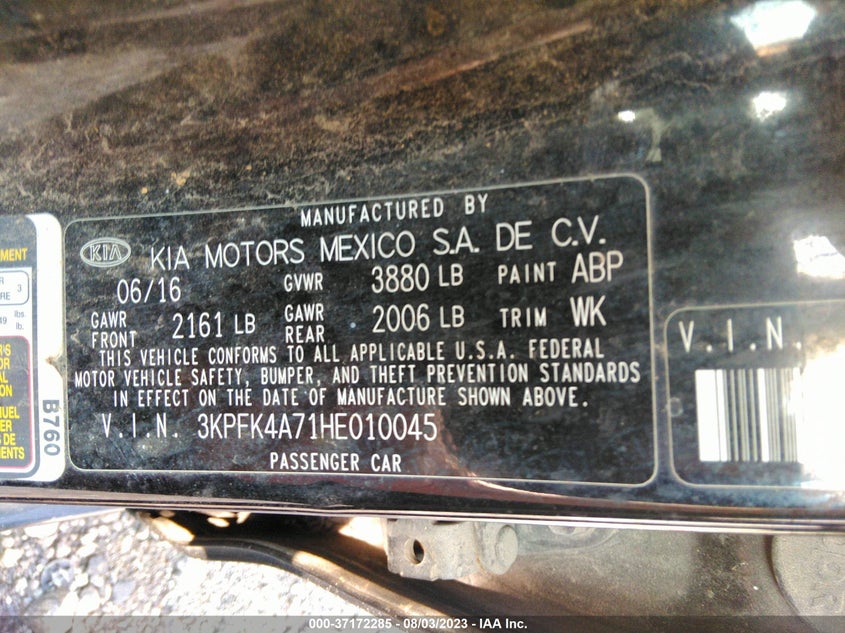 MANUFACTURED BY
KIA KIA MOTORS MEXICO S.A. DE C.V.
06/16 GVWR 3880 LB PAINT ABP
GAWR FRONT 2161 LB GAWR REAR 2006 LB TRIM WK
THIS VEHICLE CONFORMS TO ALL APPLICABLE U.S.A. FEDERAL
MOTOR VEHICLE SAFETY, BUMPER, AND THEFT PREVENTION STANDARDS
IN EFFECT ON THE DATE OF MANUFACTURE SHOWN ABOVE.
V.I.N. 3KPFK4A71HE010045
PASSENGER CAR
B760
V.I.N.
000-37172285 - 08/03/2023 - IAA Inc.